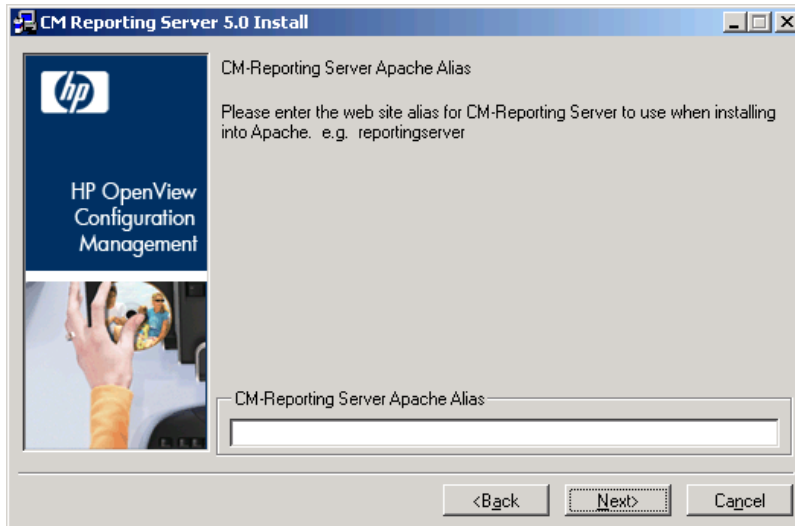 CM Reporting Server 5.0 Install
hp
HP OpenView
Configuration
Management
CM-Reporting Server Apache Alias
Please enter the web site alias for CM-Reporting Server to use when installing
into Apache.  e.g.  reportingserver
CM-Reporting Server Apache Alias
<Back
Next>
Cancel